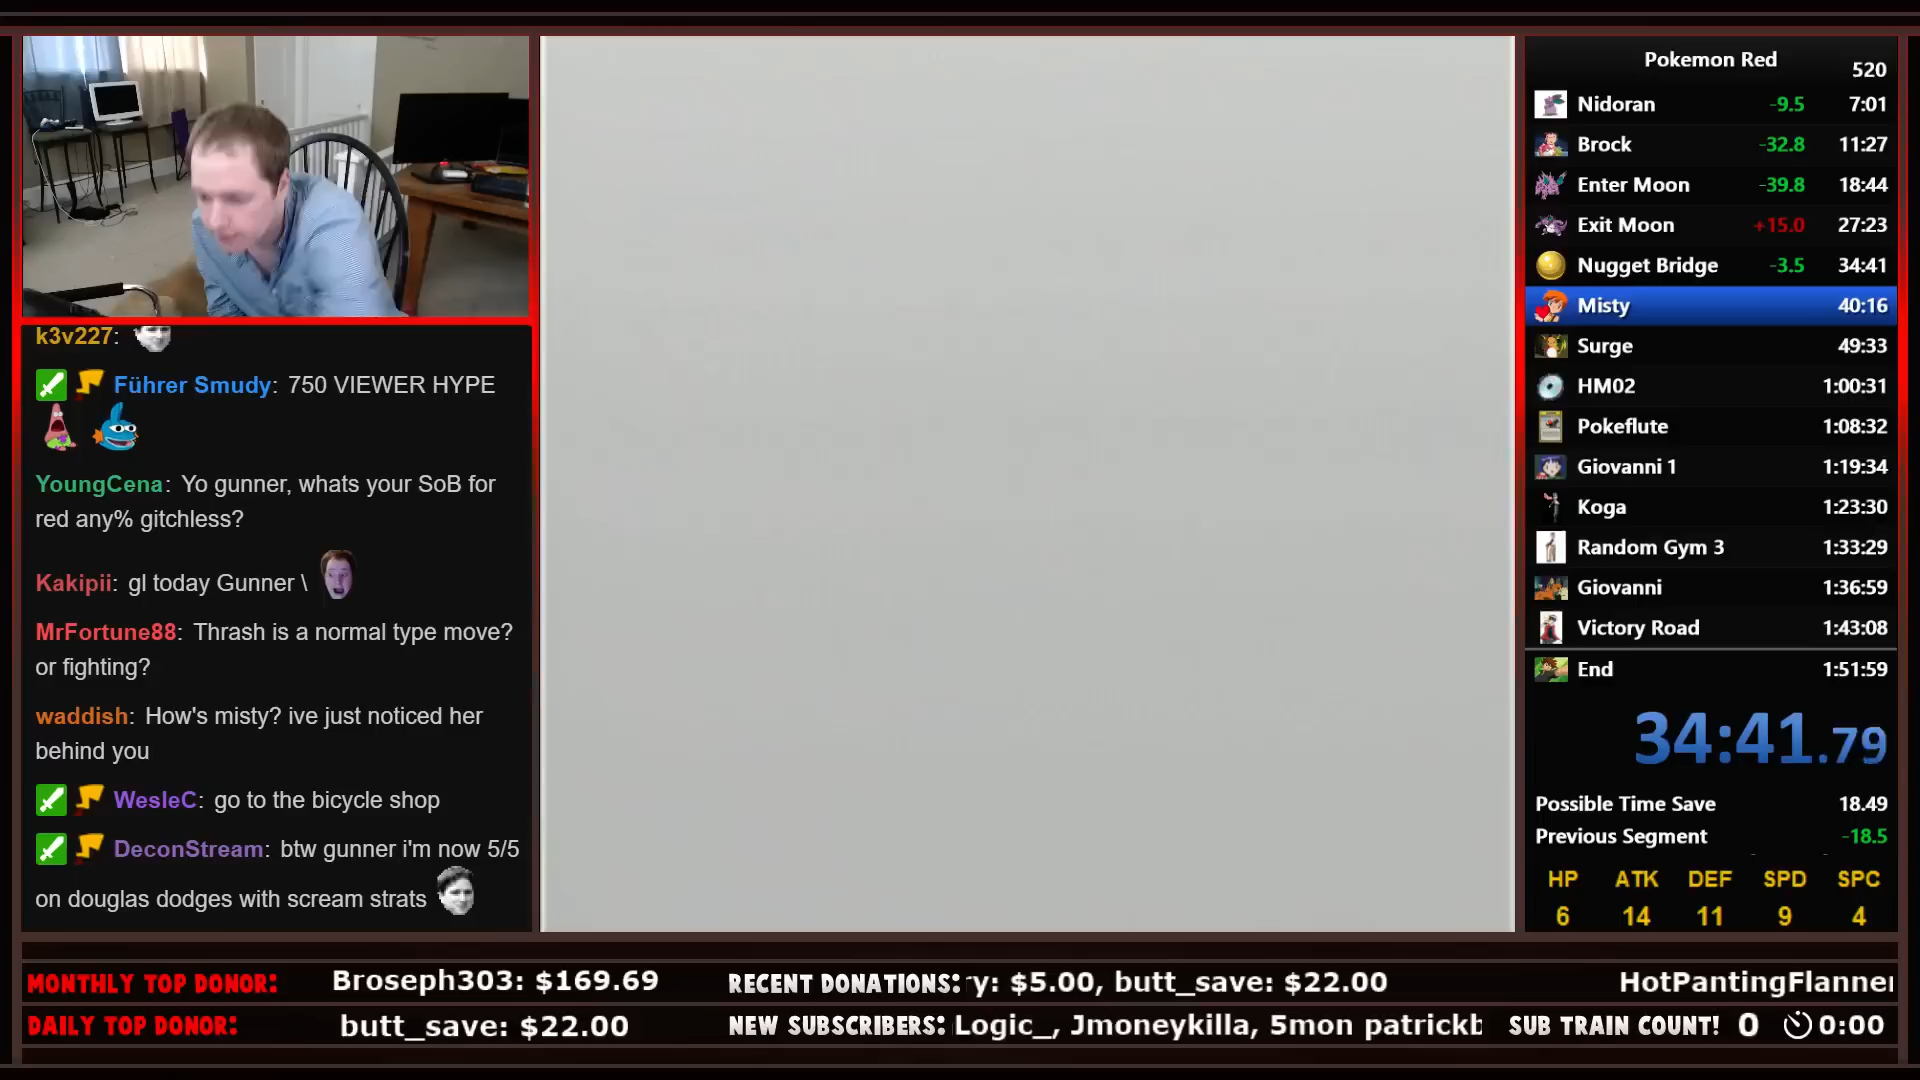 k3v227:
Führer Smudy: 750 VIEWER HYPE
YoungCena: Yo gunner, whats your SoB for
red any% gitchless?
Kakipii: gl today Gunner \
MrFortune88: Thrash is a normal type move?
or fighting?
waddish: How's misty? ive just noticed her
behind you
WesleC: go to the bicycle shop
DeconStream: btw gunner i'm now 5/5
on douglas dodges with scream strats
Pokemon Red 520
Nidoran -9.5 7:01
Brock -32.8 11:27
Enter Moon -39.8 18:44
Exit Moon +15.0 27:23
Nugget Bridge -3.5 34:41
Misty 40:16
Surge 49:33
HM02 1:00:31
Pokeflute 1:08:32
Giovanni 1 1:19:34
Koga 1:23:30
Random Gym 3 1:33:29
Giovanni 1:36:59
Victory Road 1:43:08
End 1:51:59
34:41.79
Possible Time Save 18.49
Previous Segment -18.5
HP ATK DEF SPD SPC
6 14 11 9 4
MONTHLY TOP DONOR: Broseph303: $169.69 RECENT DONATIONS: y: $5.00, butt_save: $22.00 HotPantingFlanner
DAILY TOP DONOR: butt_save: $22.00 NEW SUBSCRIBERS: Logic_, Jmoneykilla, 5mon patrickb SUB TRAIN COUNT! 0 0:00